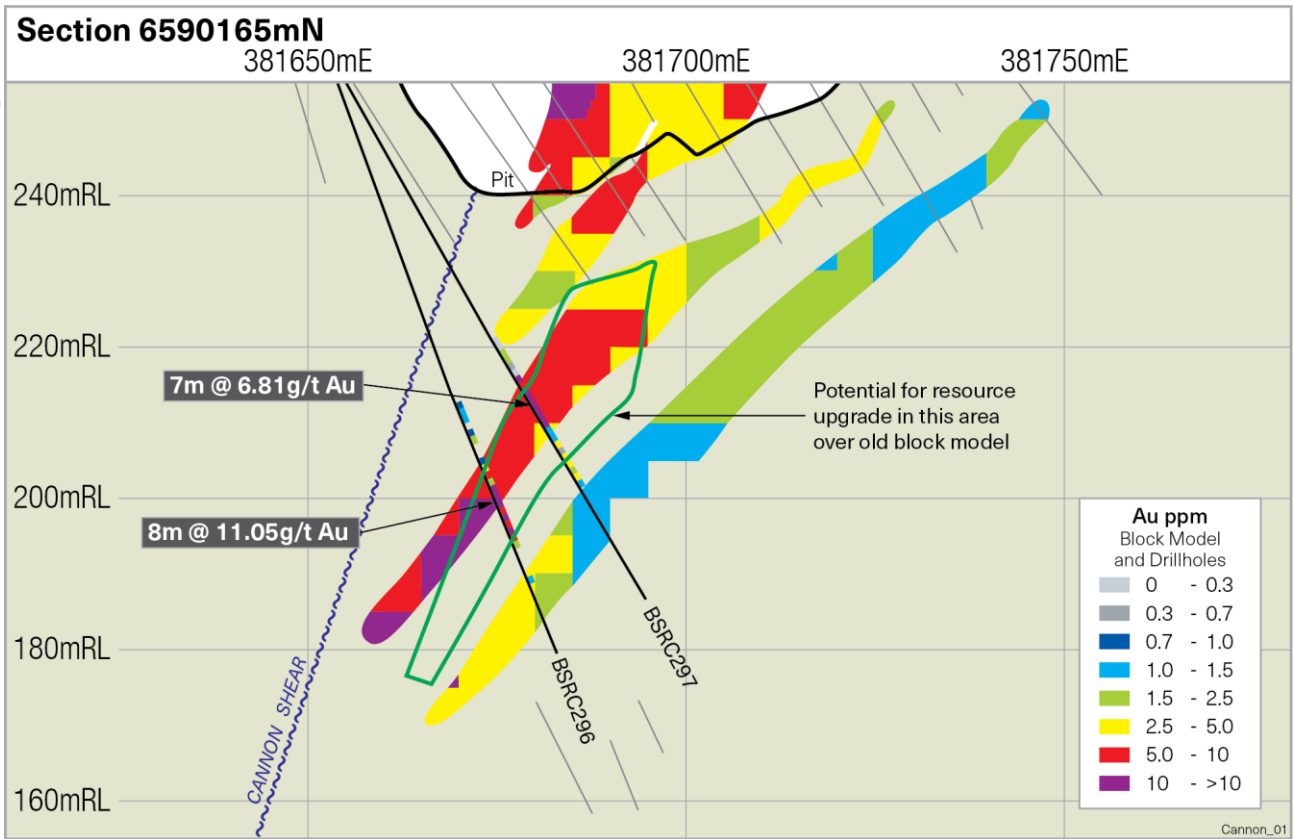 Section 6590165mN
381650mE
381700mE
381750mE
240mRL
Pit
220mRL
7m @ 6.81g/t Au
Potential for resource
upgrade in this area
over old block model
200mRL
8m @ 11.05g/t Au
180mRL
BSRC297
BSRC296
CANNON SHEAR
160mRL
Au ppm
Block Model
and Drillholes
0 - 0.3
0.3 - 0.7
0.7 - 1.0
1.0 - 1.5
1.5 - 2.5
2.5 - 5.0
5.0 - 10
10 - >10
Cannon_01